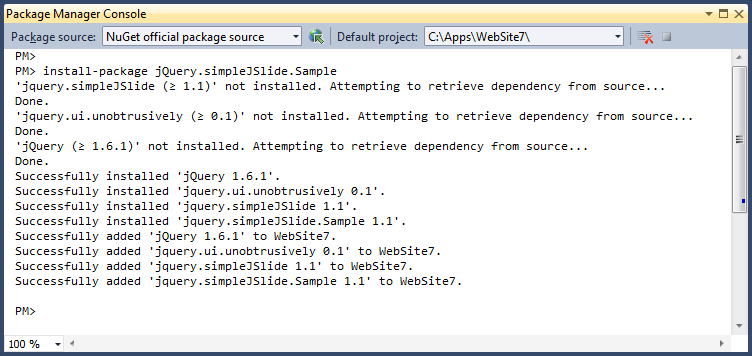 Package Manager Console
Package source: NuGet official package source Default project: C:\Apps\WebSite7\
PM>
PM> install-package jQuery.simpleJSlide.Sample
'jquery.simpleJSlide (≥ 1.1)' not installed. Attempting to retrieve dependency from source...
Done.
'jquery.ui.unobtrusively (≥ 0.1)' not installed. Attempting to retrieve dependency from source...
Done.
'jQuery (≥ 1.6.1)' not installed. Attempting to retrieve dependency from source...
Done.
Successfully installed 'jQuery 1.6.1'.
Successfully installed 'jquery.ui.unobtrusively 0.1'.
Successfully installed 'jquery.simpleJSlide 1.1'.
Successfully installed 'jquery.simpleJSlide.Sample 1.1'.
Successfully added 'jQuery 1.6.1' to WebSite7.
Successfully added 'jquery.ui.unobtrusively 0.1' to WebSite7.
Successfully added 'jquery.simpleJSlide 1.1' to WebSite7.
Successfully added 'jquery.simpleJSlide.Sample 1.1' to WebSite7.
PM>
100 %